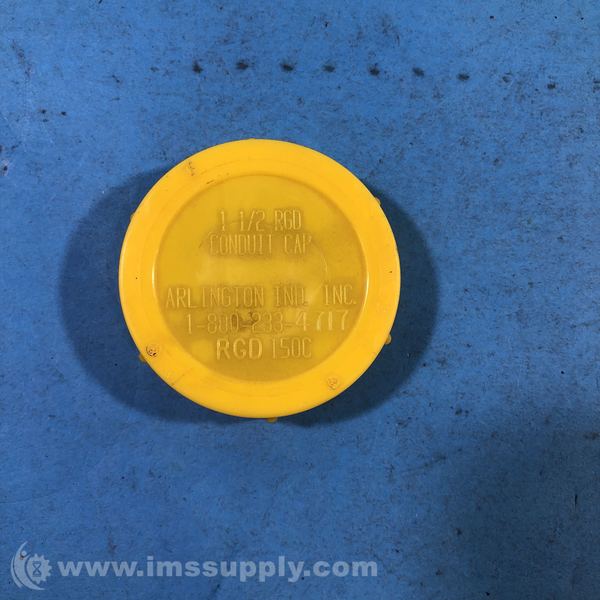 1-1/2 RGD
CONDUIT CAP
ARLINGTON IND. INC.
1-800-233-4717
RGD 150C
www.imssupply.com